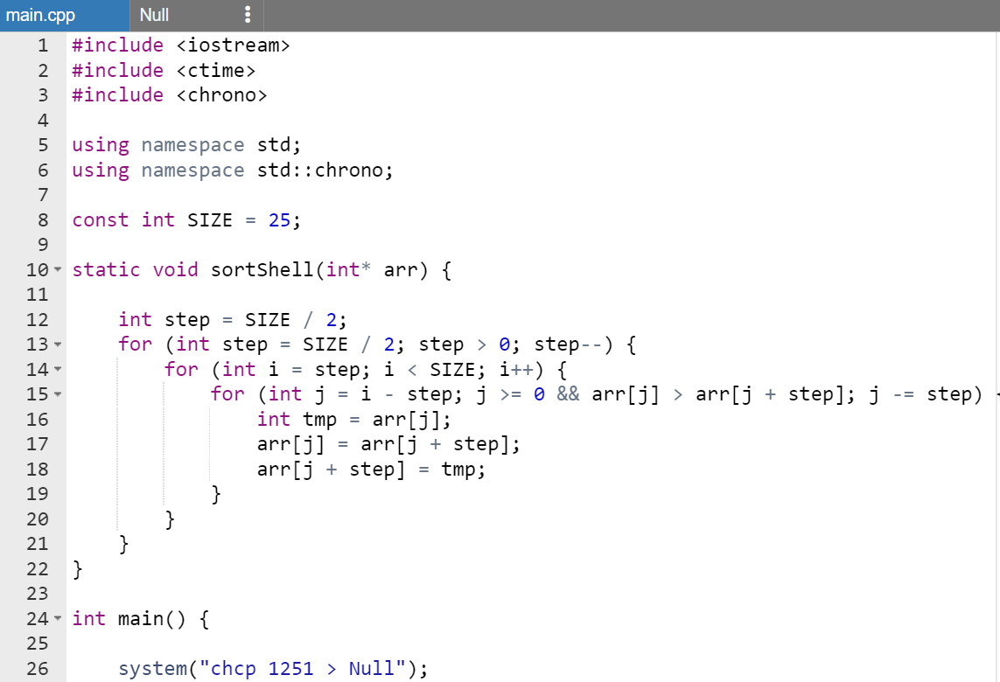 main.cpp Null
1 #include <iostream>
2 #include <ctime>
3 #include <chrono>
4
5 using namespace std;
6 using namespace std::chrono;
7
8 const int SIZE = 25;
9
10 static void sortShell(int* arr) {
11
12 int step = SIZE / 2;
13 for (int step = SIZE / 2; step > 0; step--) {
14 for (int i = step; i < SIZE; i++) {
15 for (int j = i - step; j >= 0 && arr[j] > arr[j + step]; j -= step) {
16 int tmp = arr[j];
17 arr[j] = arr[j + step];
18 arr[j + step] = tmp;
19 }
20 }
21 }
22 }
23
24 int main() {
25
26 system("chcp 1251 > Null");